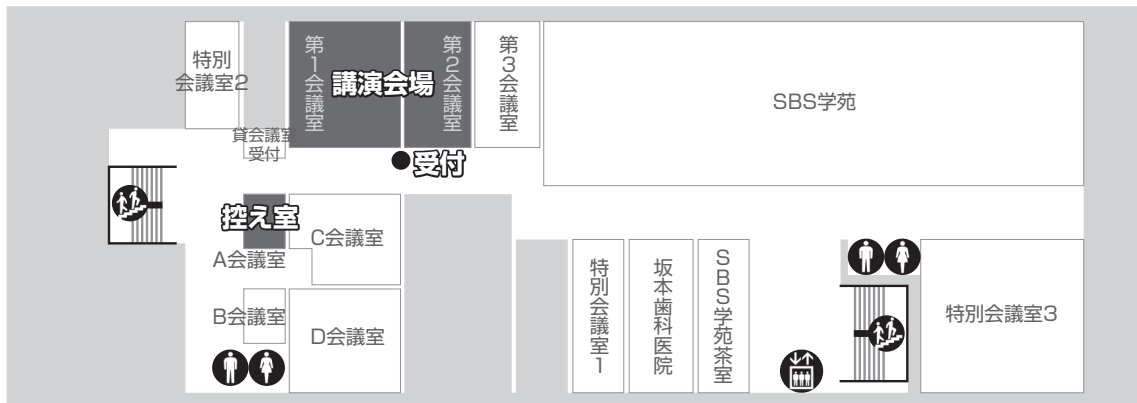 特別
会議室2
第1会議室
講演会場
第2会議室
第3会議室
SBS学苑
貸会議室
受付
受付
控え室
C会議室
A会議室
B会議室
D会議室
特別会議室1
坂本歯科医院
SBS学苑茶室
特別会議室3